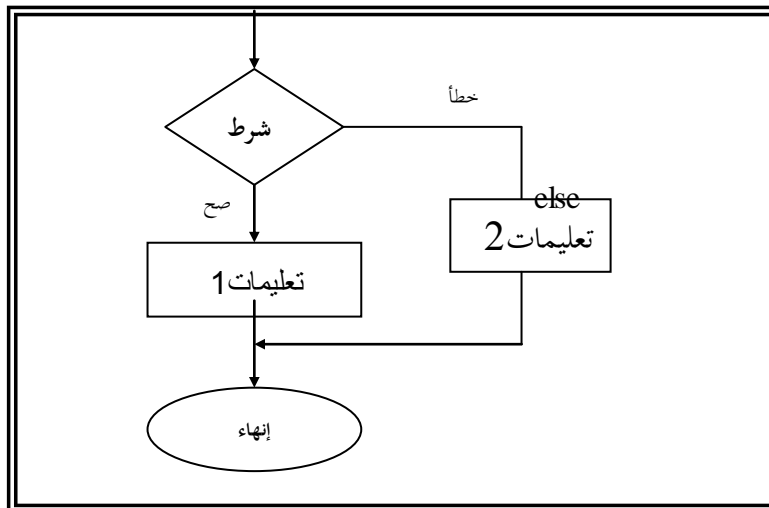 خطأ
شرط
صح
else
تعليمات2
تعليمات1
إنهاء